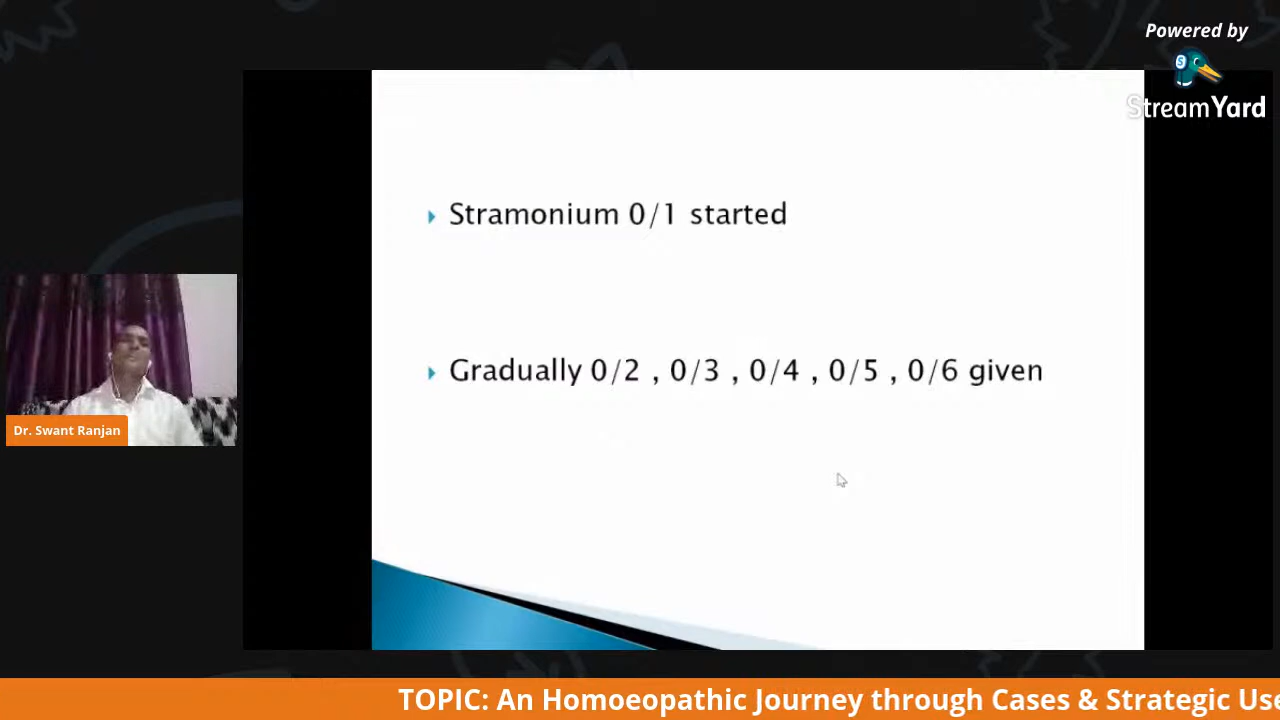 Powered by
StreamYard
Stramonium 0/1 started
Gradually 0/2 , 0/3 , 0/4 , 0/5 , 0/6 given
Dr. Swant Ranjan
TOPIC: An Homoeopathic Journey through Cases & Strategic Use